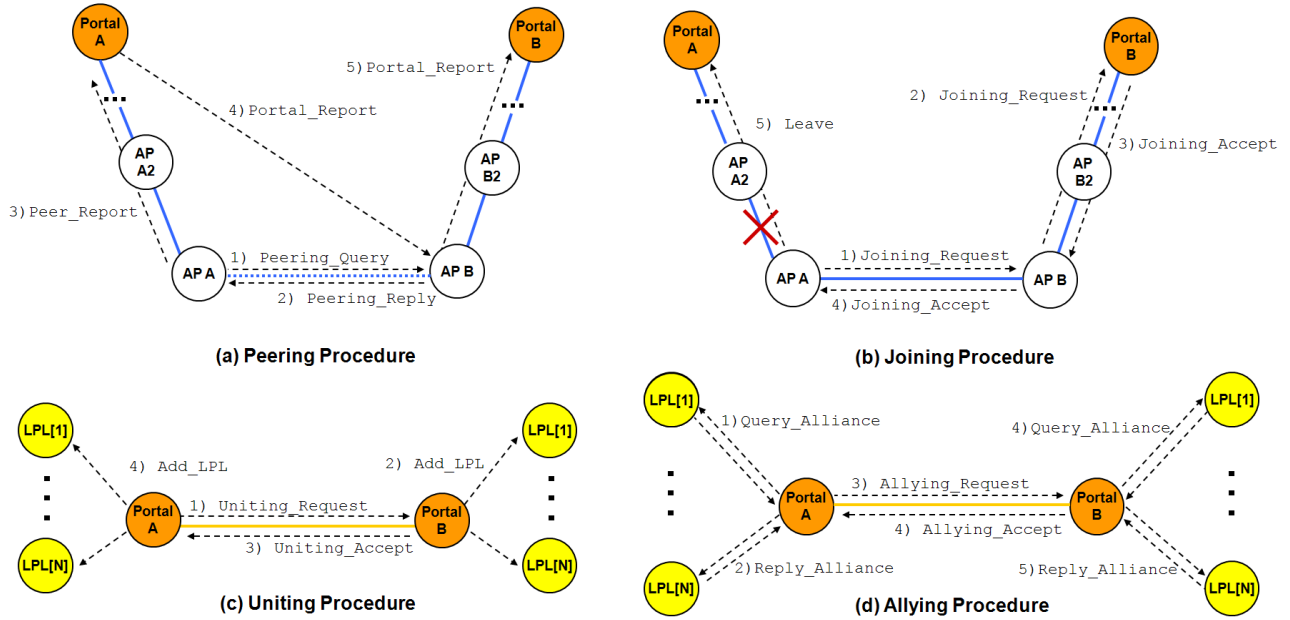 Portal
A
Portal
B
5)Portal_Report
4)Portal_Report
AP
A2
AP
B2
3)Peer_Report
1) Peering_Query
AP A
AP B
2) Peering_Reply
(a) Peering Procedure
Portal
A
Portal
B
2) Joining_Request
5) Leave
3)Joining_Accept
AP
A2
AP
B2
1)Joining_Request
AP A
AP B
4)Joining_Accept
(b) Joining Procedure
LPL[1]
LPL[1]
4) Add_LPL
2) Add_LPL
1) Uniting_Request
Portal
A
Portal
B
3) Uniting_Accept
LPL[N]
LPL[N]
(c) Uniting Procedure
LPL[1]
LPL[1]
1)Query_Alliance
4)Query_Alliance
3) Allying_Request
Portal
A
Portal
B
4) Allying_Accept
2)Reply_Alliance
5)Reply_Alliance
LPL[N]
LPL[N]
(d) Allying Procedure